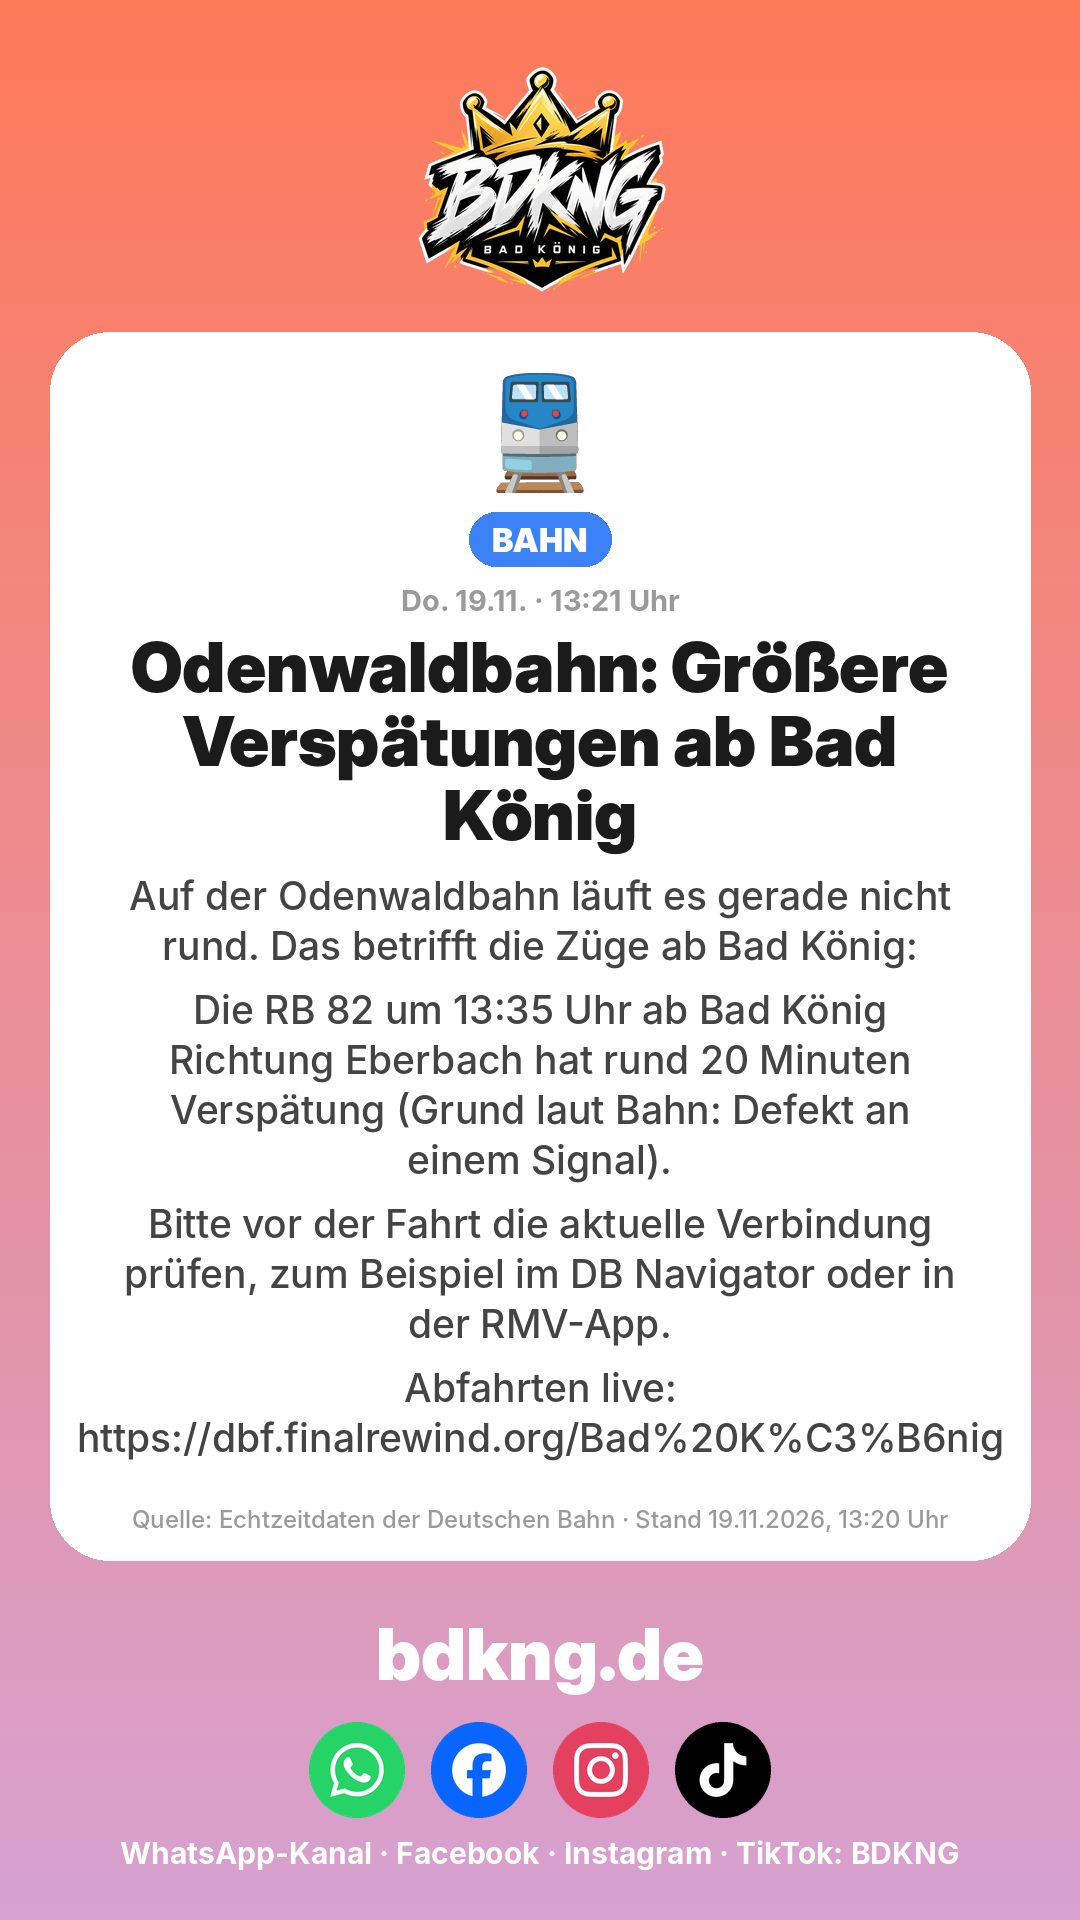 BDKNG
BAD KÖNIG
BAHN
Do. 19.11. · 13:21 Uhr
Odenwaldbahn: Größere
Verspätungen ab Bad
König
Auf der Odenwaldbahn läuft es gerade nicht
rund. Das betrifft die Züge ab Bad König:
Die RB 82 um 13:35 Uhr ab Bad König
Richtung Eberbach hat rund 20 Minuten
Verspätung (Grund laut Bahn: Defekt an
einem Signal).
Bitte vor der Fahrt die aktuelle Verbindung
prüfen, zum Beispiel im DB Navigator oder in
der RMV-App.
Abfahrten live:
https://dbf.finalrewind.org/Bad%20K%C3%B6nig
Quelle: Echtzeitdaten der Deutschen Bahn · Stand 19.11.2026, 13:20 Uhr
bdkng.de
WhatsApp-Kanal · Facebook · Instagram · TikTok: BDKNG